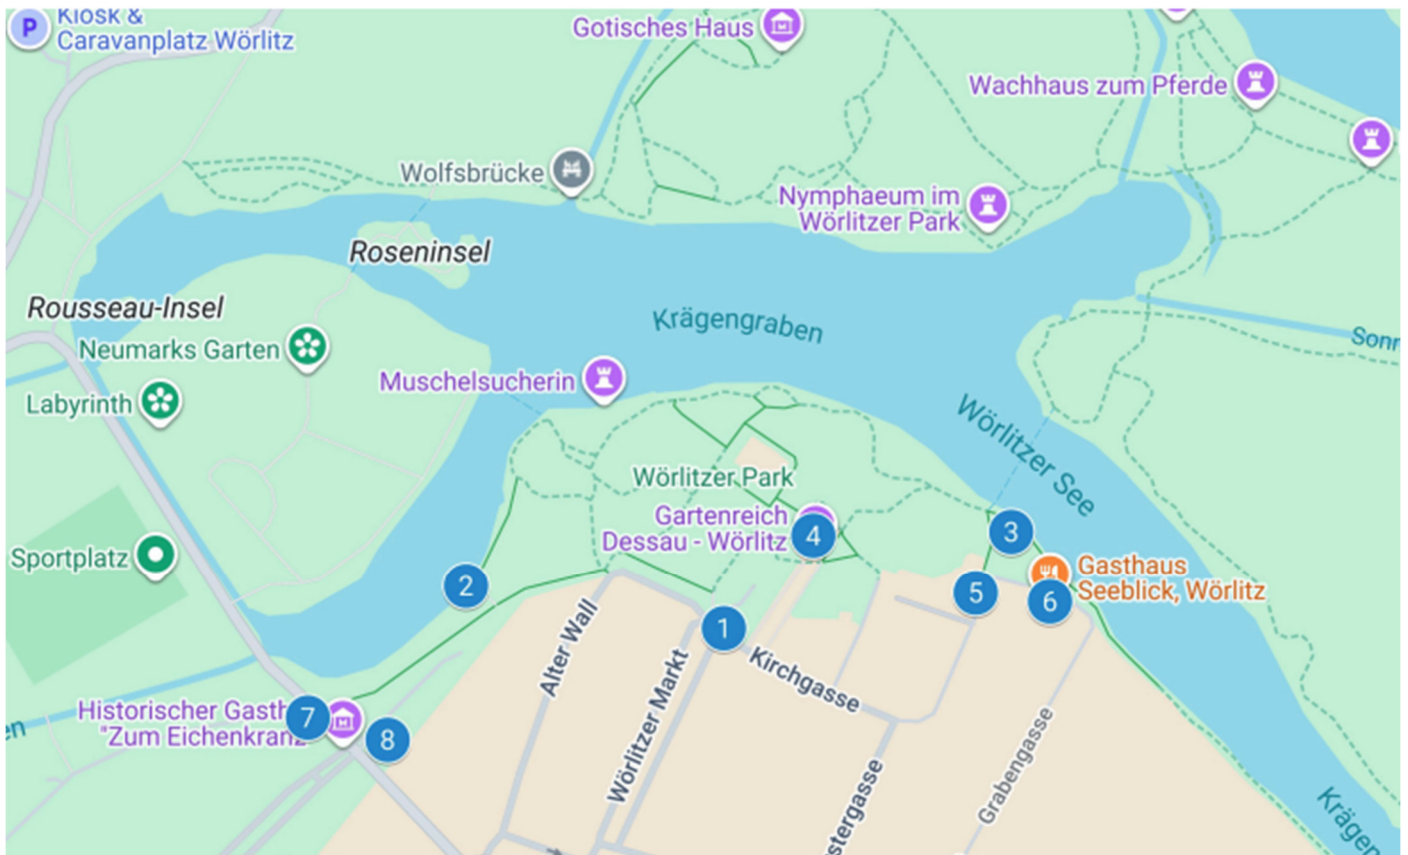 Kiosk &
Caravanplatz Wörlitz
P
Gotisches Haus
Wachhaus zum Pferde
Wolfsbrücke
Nymphaeum im
Wörlitzer Park
Roseninsel
Rousseau-Insel
Krägengraben
Neumarks Garten
Sonn
Muschelsucherin
Labyrinth
Wörlitzer See
Wörlitzer Park
Gartenreich
Dessau - Wörlitz
4
3
Sportplatz
Gasthaus
Seeblick, Wörlitz
2
5
6
1
Alter Wall
Kirchgasse
Wörlitzer Markt
Historischer Gasth
"Zum Eichenkranz
7
8
en
Grabengasse
stergasse
Krägen